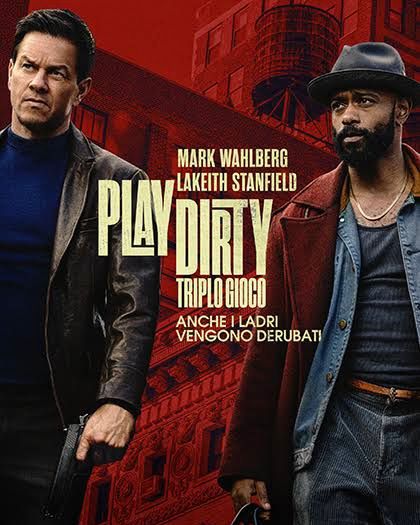 MARK WAHLBERG
LAKEITH STANFIELD
PLAY
DIRTY
TRIPLO GIOCO
ANCHE I LADRI
VENGONO DERUBATI